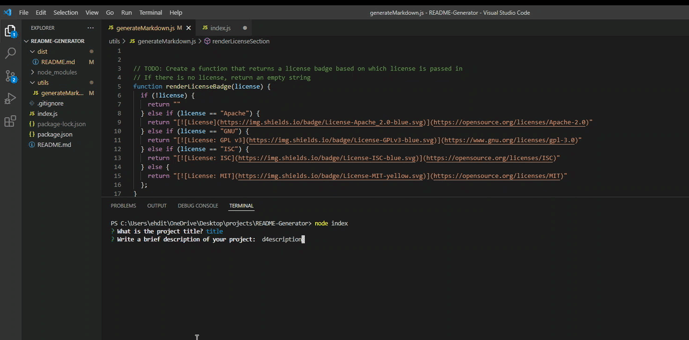 File Edit Selection View Go Run Terminal Help generateMarkdown.js - README-Generator - Visual Studio Code
EXPLORER ...
README-GENERATOR
dist
README.md M
node_modules
utils
generateMark... M
.gitignore
index.js
package-lock.json
package.json
README.md
generateMarkdown.js M index.js
utils > JS generateMarkdown.js > renderLicenseSection
1
2
3 // TODO: Create a function that returns a license badge based on which license is passed in
4 // If there is no license, return an empty string
5 function renderLicenseBadge(license) {
6 if (!license) {
7 return ""
8 } else if (license == "Apache") {
9 return "[![License](https://img.shields.io/badge/License-Apache_2.0-blue.svg)](https://opensource.org/licenses/Apache-2.0)"
10 } else if (license == "GNU") {
11 return "[![License: GPL v3](https://img.shields.io/badge/License-GPLv3-blue.svg)](https://www.gnu.org/licenses/gpl-3.0)"
12 } else if (license == "ISC") {
13 return "[![License: ISC](https://img.shields.io/badge/License-ISC-blue.svg)](https://opensource.org/licenses/ISC)"
14 } else {
15 return "[![License: MIT](https://img.shields.io/badge/License-MIT-yellow.svg)](https://opensource.org/licenses/MIT)"
16 };
17 }
PROBLEMS OUTPUT DEBUG CONSOLE TERMINAL
PS C:\Users\ehdit\OneDrive\Desktop\projects\README-Generator> node index
? What is the project title? title
? Write a brief description of your project: d4escription